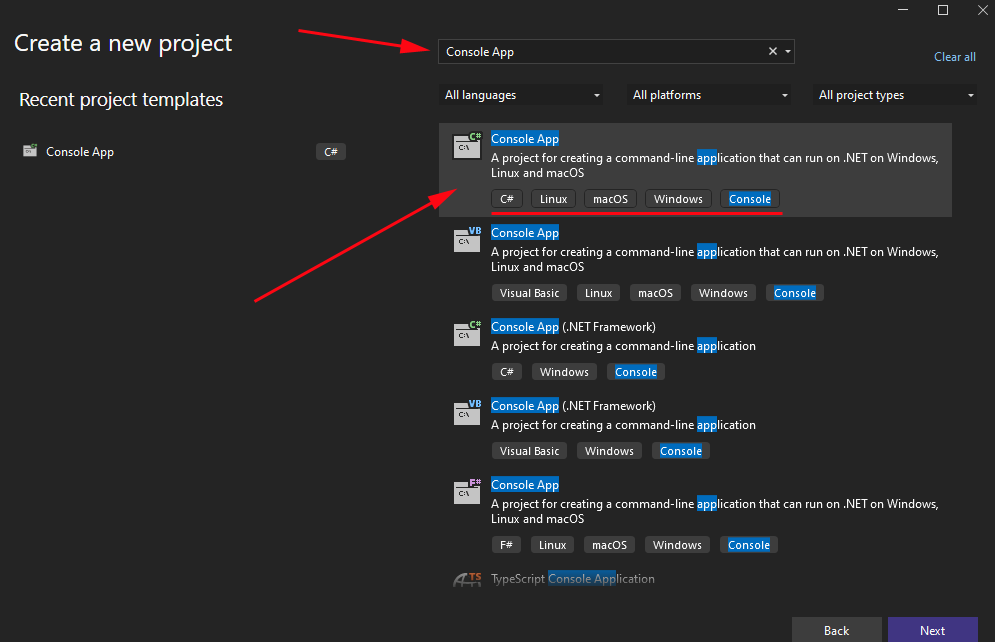 Create a new project
Recent project templates
Console App
C#
Console App
Clear all
All languages
All platforms
All project types
C#
C:\
Console App
A project for creating a command-line application that can run on .NET on Windows,
Linux and macOS
C# Linux macOS Windows Console
VB
C:\
Console App
A project for creating a command-line application that can run on .NET on Windows,
Linux and macOS
Visual Basic Linux macOS Windows Console
C#
C:\
Console App (.NET Framework)
A project for creating a command-line application
C# Windows Console
VB
C:\
Console App (.NET Framework)
A project for creating a command-line application
Visual Basic Windows Console
F#
C:\
Console App
A project for creating a command-line application that can run on .NET on Windows,
Linux and macOS
F# Linux macOS Windows Console
TS
TypeScript Console Application
Back
Next